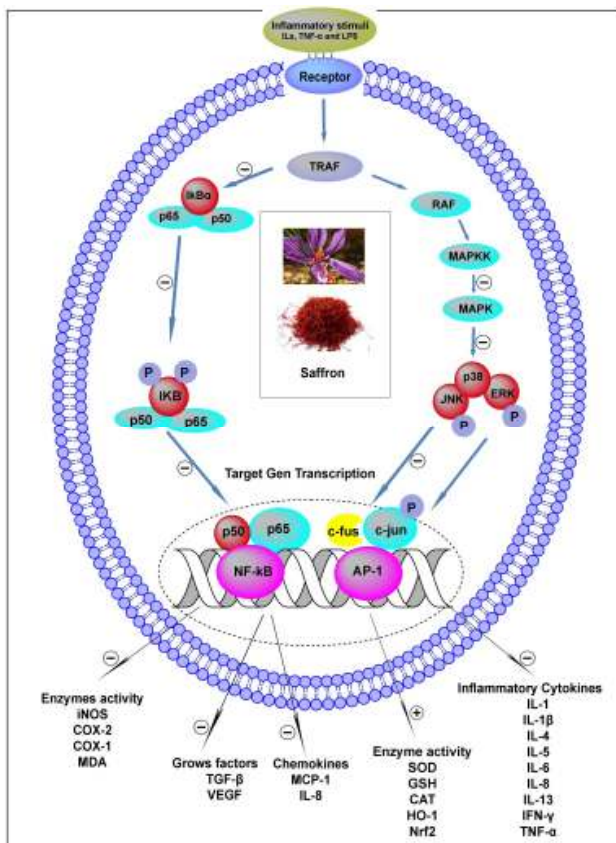 Inflammatory stimuli
ILs, TNF-α and LPS
Receptor
TRAF
−
IkBα
p65
p50
RAF
MAPKK
−
MAPK
−
−
P
P
IKB
p50
p65
Saffron
p38
JNK
ERK
P
P
−
−
Target Gen Transcription
P
p50
p65
c-fus
c-jun
NF-kB
AP-1
−
Enzymes activity
iNOS
COX-2
COX-1
MDA
−
Grows factors
TGF-β
VEGF
−
Chemokines
MCP-1
IL-8
+
Enzyme activity
SOD
GSH
CAT
HO-1
Nrf2
−
Inflammatory Cytokines
IL-1
IL-1β
IL-4
IL-5
IL-6
IL-8
IL-13
IFN-γ
TNF-α